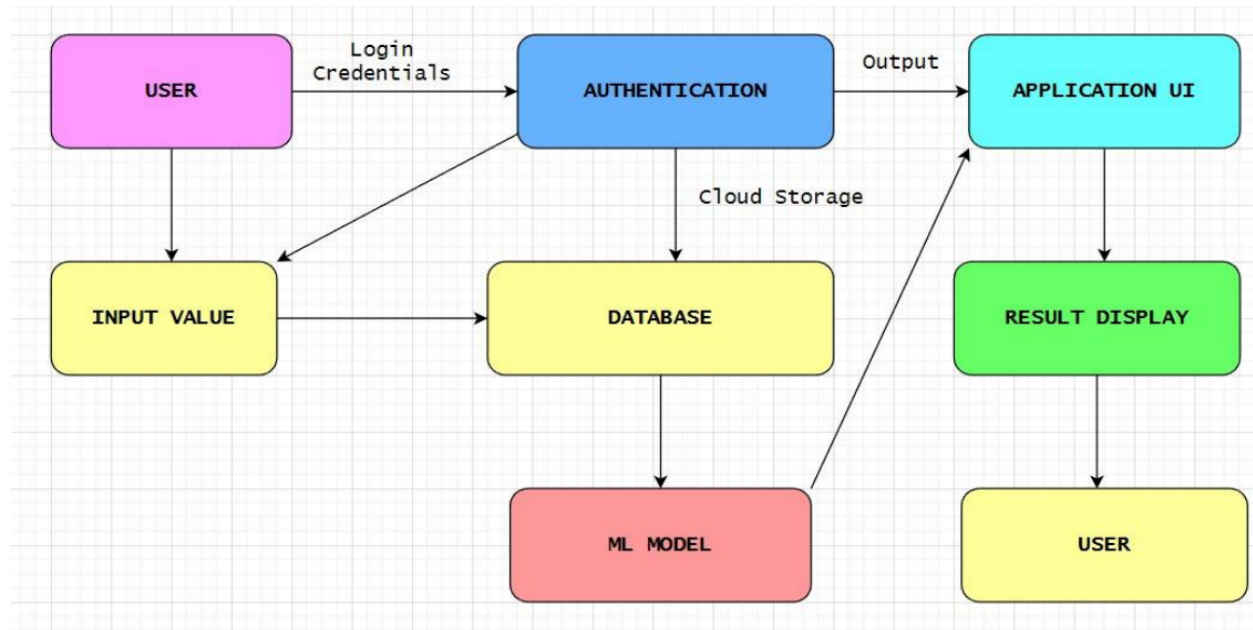 USER
Login
Credentials
AUTHENTICATION
Output
APPLICATION UI
Cloud Storage
INPUT VALUE
DATABASE
RESULT DISPLAY
ML MODEL
USER